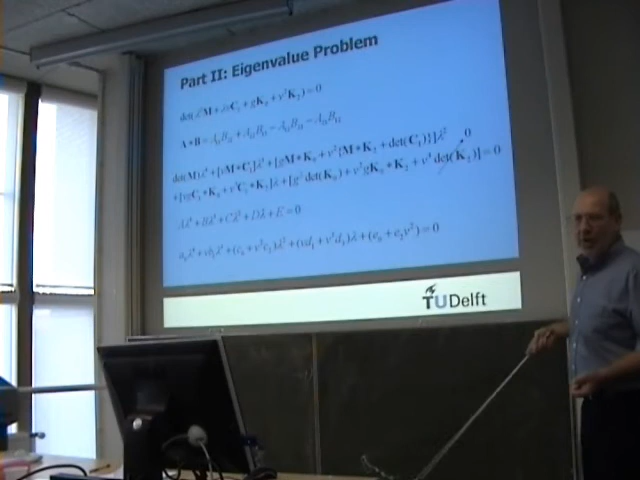 Part II: Eigenvalue Problem
det(λ²M + λvC₁ + gK₀ + v²K₂) = 0
A∗B = A₁₁B₂₂ + A₂₂B₁₁ − A₁₂B₂₁ − A₂₁B₁₂
det(M)λ⁴ + [vM∗C₁]λ³ + [gM∗K₀ + v²{M∗K₂ + det(C₁)}]λ² 0
+[vgC₁∗K₀ + v³C₁∗K₂]λ + [g² det(K₀) + v²gK₀∗K₂ + v⁴ det(K₂)] = 0
Aλ⁴ + Bλ³ + Cλ² + Dλ + E = 0
a₀λ⁴ + vb₁λ³ + (c₀ + v²c₂)λ² + (vd₁ + v³d₃)λ + (e₀ + e₂v²) = 0
TUDelft